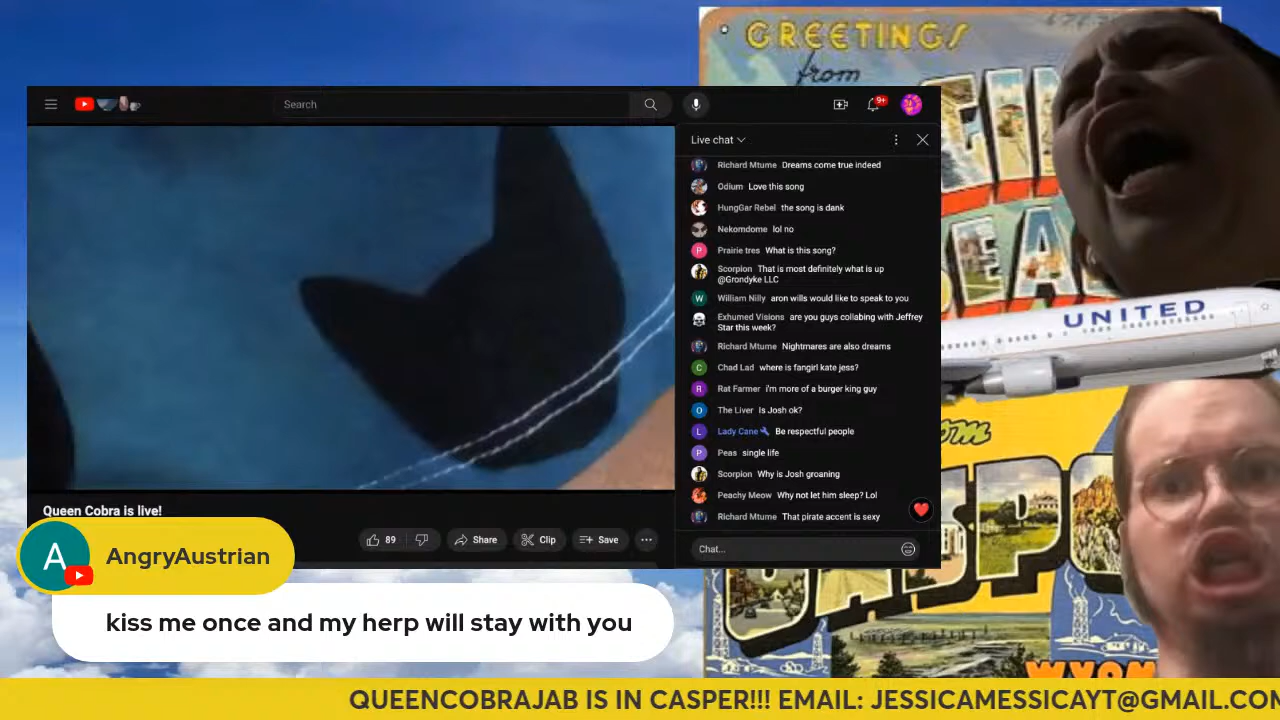 GREETINGS
from
Search
9+
Live chat
Richard Mtume Dreams come true indeed
Odium Love this song
HungGar Rebel the song is dank
Nekomdome lol no
P Prairie tres What is this song?
Scorpion That is most definitely what is up
@Grondyke LLC
W William Nilly aron wills would like to speak to you
Exhumed Visions are you guys collabing with Jeffrey
Star this week?
Richard Mtume Nightmares are also dreams
C Chad Lad where is fangirl kate jess?
R Rat Farmer i'm more of a burger king guy
O The Liver is Josh ok?
L Lady Cane Be respectful people
P Peas single life
Scorpion Why is Josh groaning
Peachy Meow Why not let him sleep? Lol
Richard Mtume That pirate accent is sexy
Chat...
UNITED
Queen Cobra is live!
89
Share
Clip
Save
A AngryAustrian
kiss me once and my herp will stay with you
QUEENCOBRAJAB IS IN CASPER!!! EMAIL: JESSICAMESSICAYT@GMAIL.COM